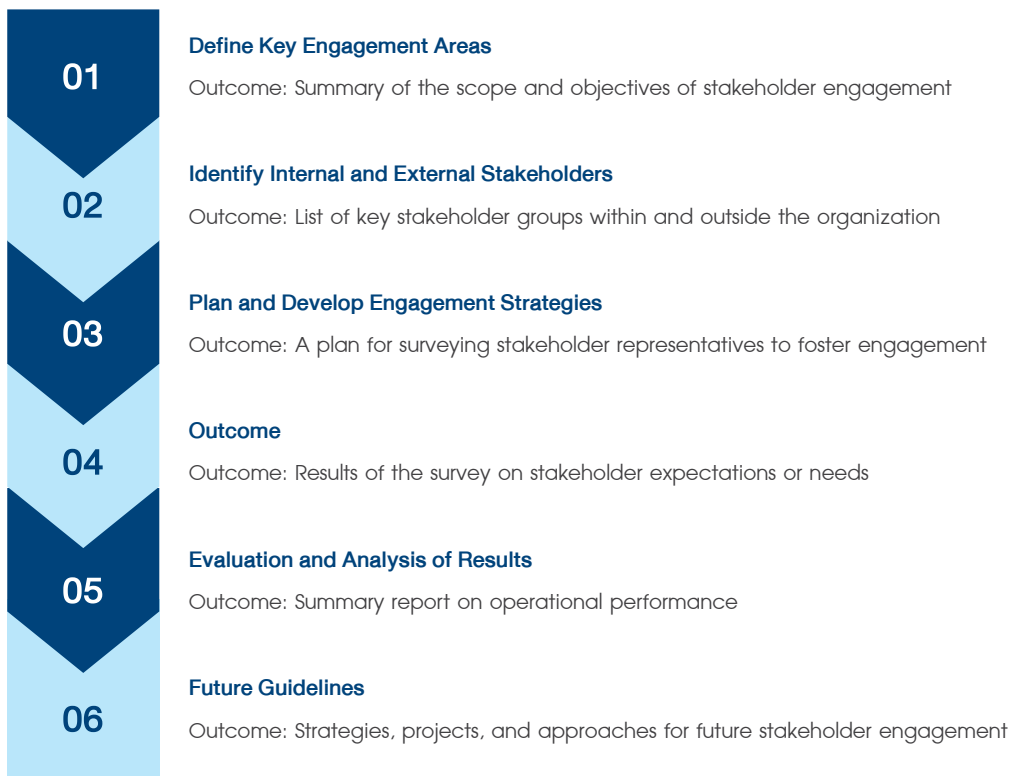 01
Define Key Engagement Areas
Outcome: Summary of the scope and objectives of stakeholder engagement
02
Identify Internal and External Stakeholders
Outcome: List of key stakeholder groups within and outside the organization
03
Plan and Develop Engagement Strategies
Outcome: A plan for surveying stakeholder representatives to foster engagement
04
Outcome
Outcome: Results of the survey on stakeholder expectations or needs
05
Evaluation and Analysis of Results
Outcome: Summary report on operational performance
06
Future Guidelines
Outcome: Strategies, projects, and approaches for future stakeholder engagement